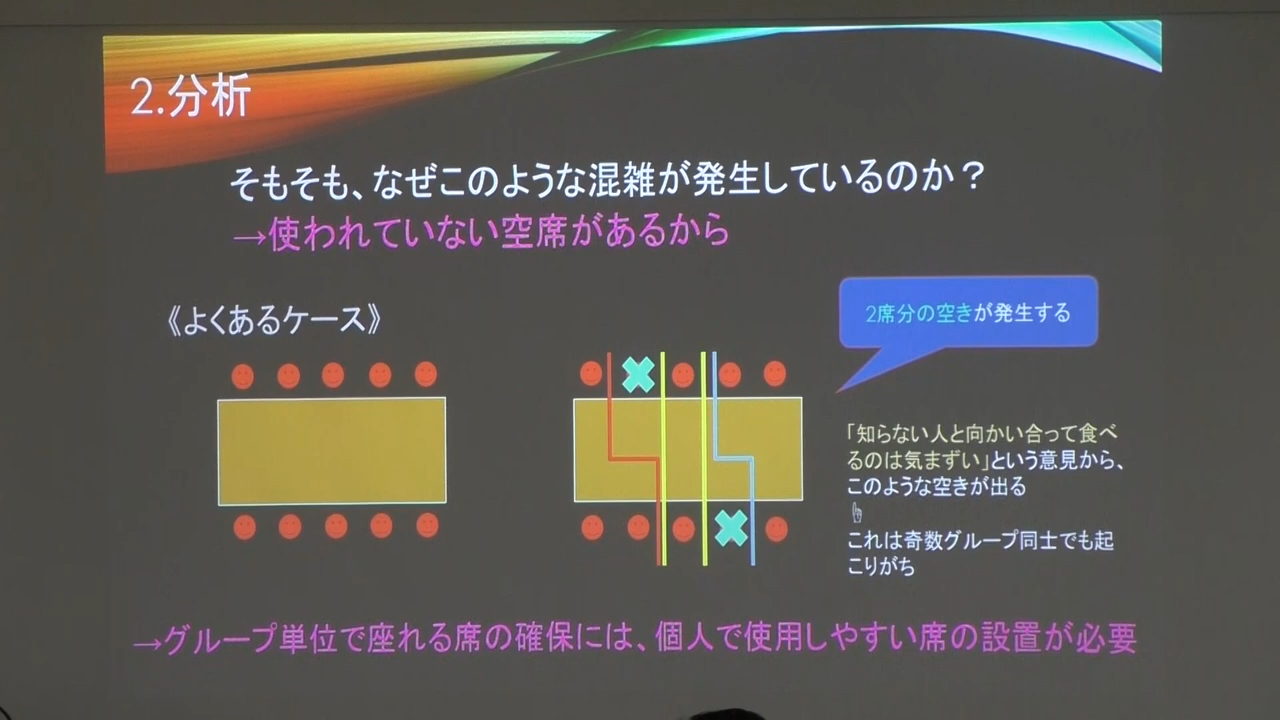 2.分析
そもそも、なぜこのような混雑が発生しているのか？
→使われていない空席があるから
《よくあるケース》
2席分の空きが発生する
「知らない人と向かい合って食べ
るのは気まずい」という意見から、
このような空きが出る
☝
これは奇数グループ同士でも起
こりがち
→グループ単位で座れる席の確保には、個人で使用しやすい席の設置が必要